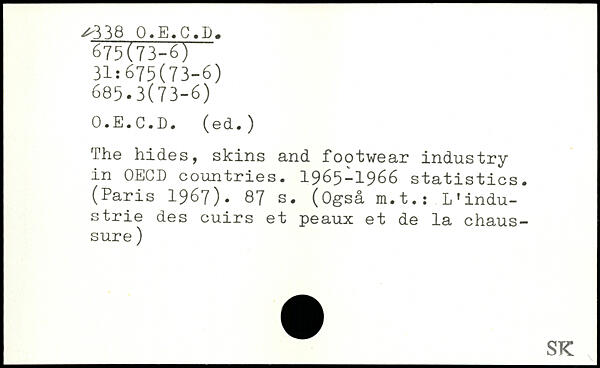 338 O.E.C.D.
675(73-6)
31:675(73-6)
685.3(73-6)
O.E.C.D. (ed.)
The hides, skins and footwear industry
in OECD countries. 1965-1966 statistics.
(Paris 1967). 87 s. (Også m.t.: L'indu-
strie des cuirs et peaux et de la chaus-
sure)
SK